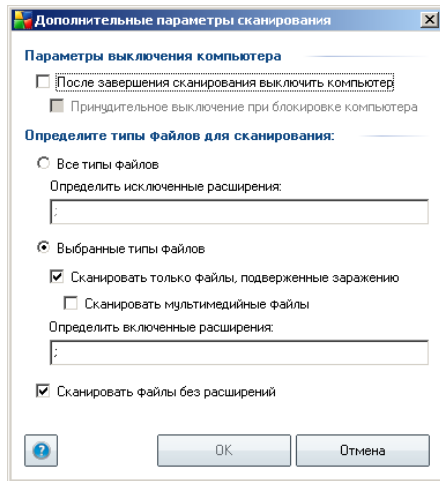 Дополнительные параметры сканирования
Параметры выключения компьютера
После завершения сканирования выключить компьютер
Принудительное выключение при блокировке компьютера
Определите типы файлов для сканирования:
Все типы файлов
Определить исключенные расширения:
;
Выбранные типы файлов
Сканировать только файлы, подверженные заражению
Сканировать мультимедийные файлы
Определить включенные расширения:
;
Сканировать файлы без расширений
?
OK
Отмена